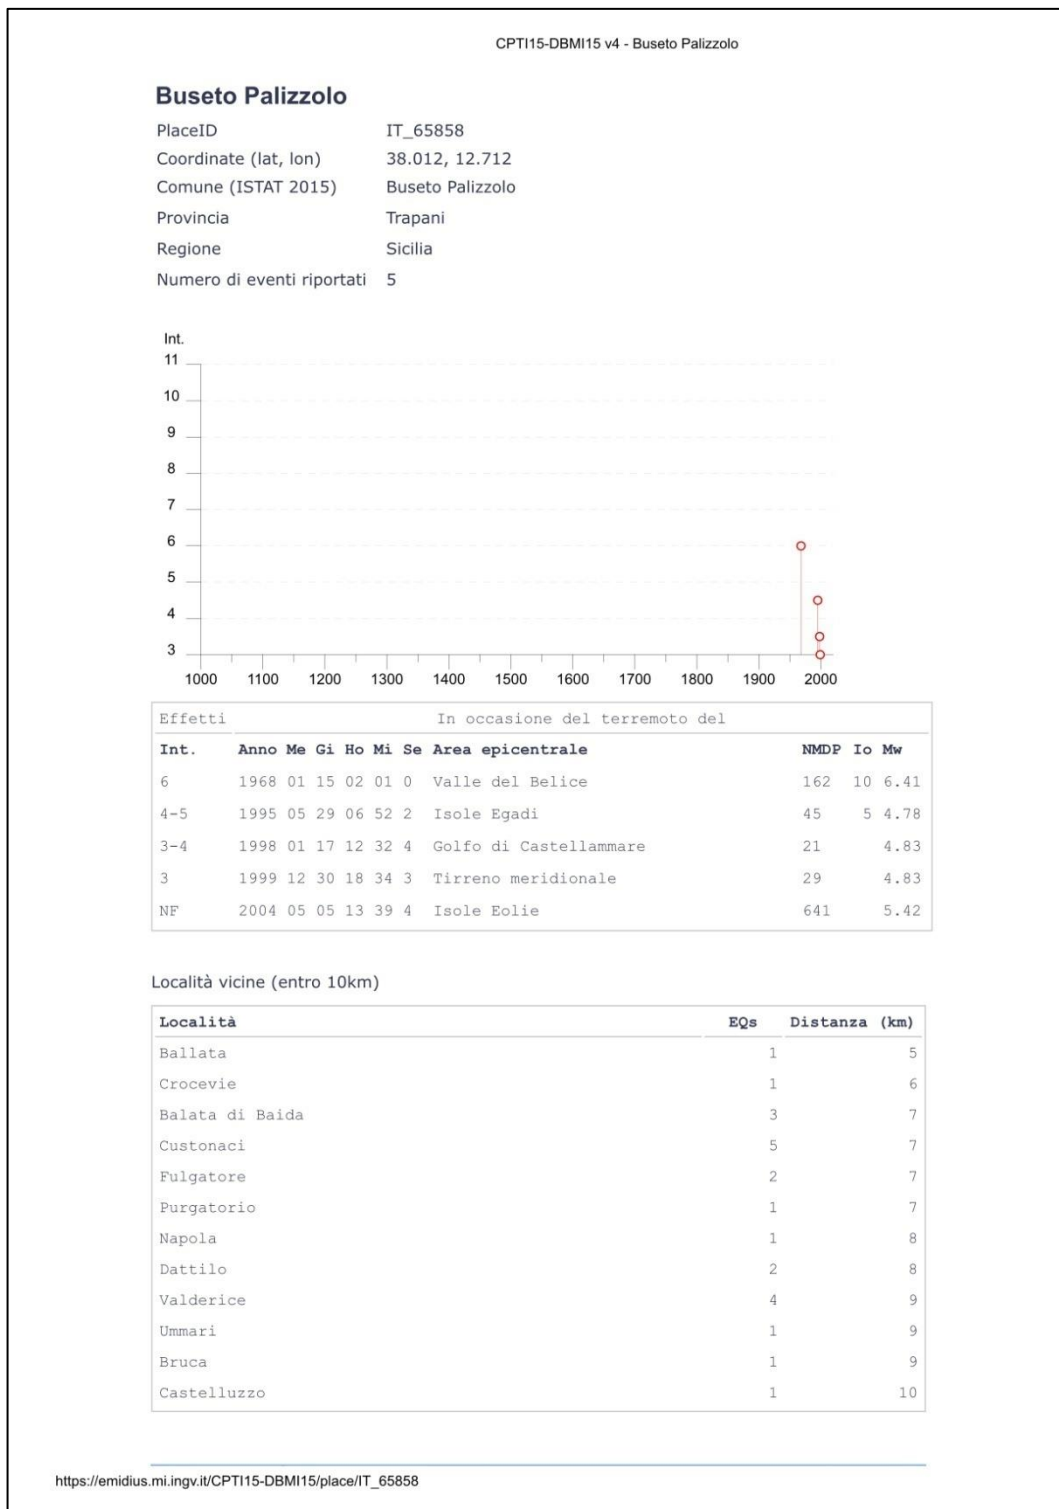 CPTI15-DBMI15 v4 - Buseto Palizzolo
Buseto Palizzolo
PlaceID IT_65858
Coordinate (lat, lon) 38.012, 12.712
Comune (ISTAT 2015) Buseto Palizzolo
Provincia Trapani
Regione Sicilia
Numero di eventi riportati 5
Int.
11
10
9
8
7
6
5
4
3
1000 1100 1200 1300 1400 1500 1600 1700 1800 1900 2000
Effetti In occasione del terremoto del
Int. Anno Me Gi Ho Mi Se Area epicentrale NMDP Io Mw
6 1968 01 15 02 01 0 Valle del Belice 162 10 6.41
4-5 1995 05 29 06 52 2 Isole Egadi 45 5 4.78
3-4 1998 01 17 12 32 4 Golfo di Castellammare 21 4.83
3 1999 12 30 18 34 3 Tirreno meridionale 29 4.83
NF 2004 05 05 13 39 4 Isole Eolie 641 5.42
Località vicine (entro 10km)
Località EQs Distanza (km)
Ballata 1 5
Crocevie 1 6
Balata di Baida 3 7
Custonaci 5 7
Fulgatore 2 7
Purgatorio 1 7
Napola 1 8
Dattilo 2 8
Valderice 4 9
Ummari 1 9
Bruca 1 9
Castelluzzo 1 10
https://emidius.mi.ingv.it/CPTI15-DBMI15/place/IT_65858